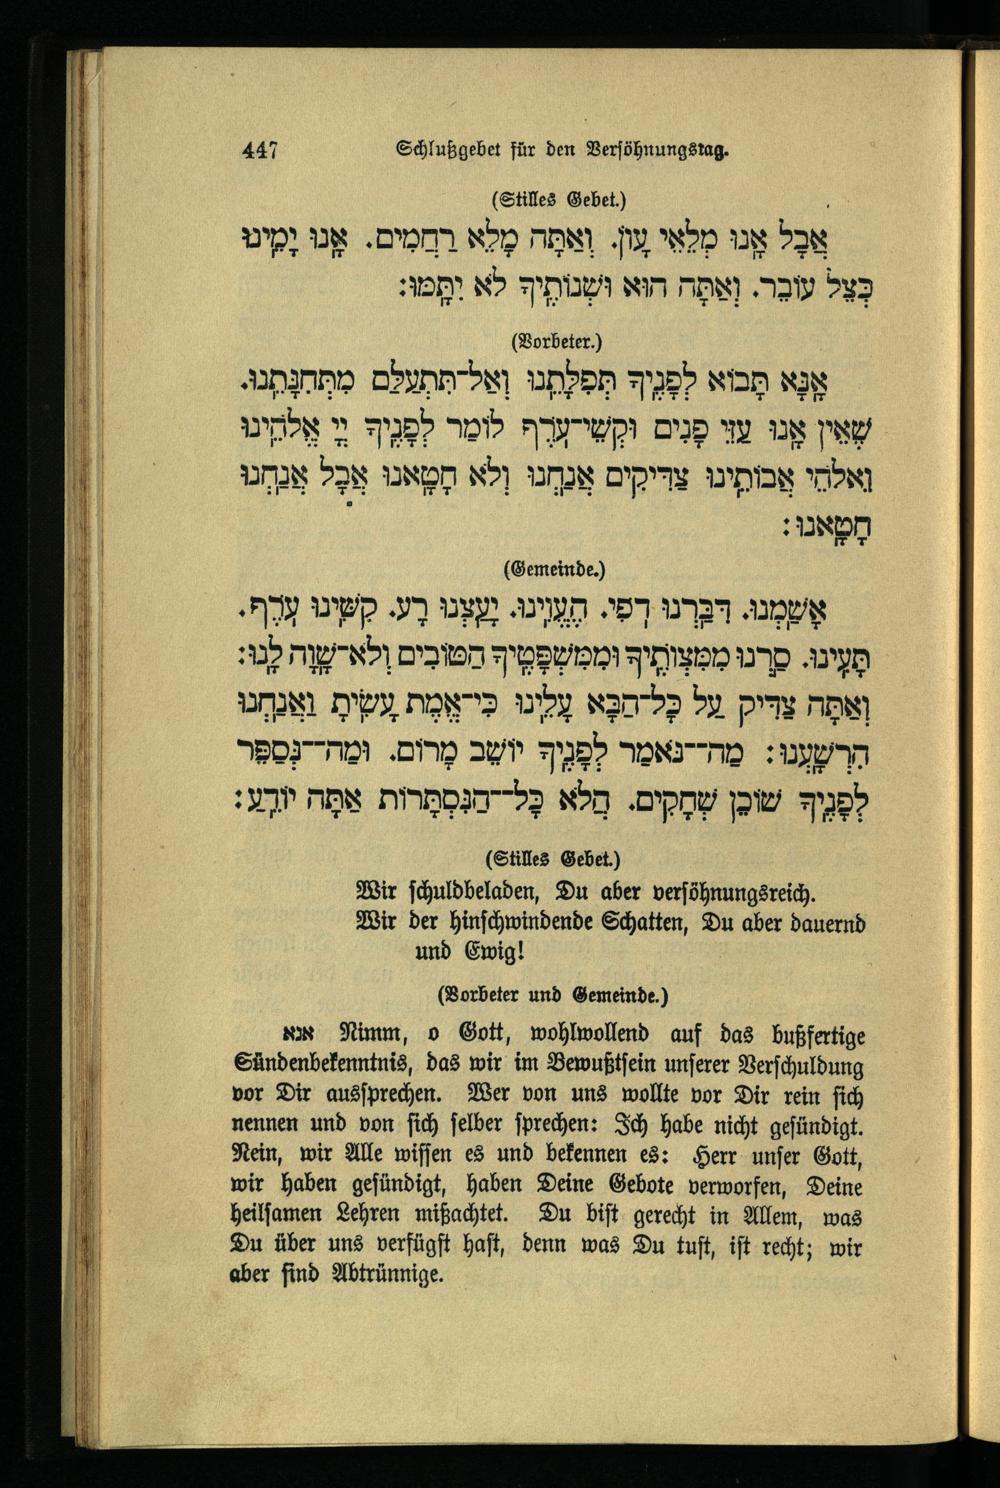 447 Schlußgebet für den Versöhnungstag.
(Stilles Gebet.)
אֲבָל אָֽנוּ מְלֵאֵי עָוֹן. וְאַתָּה מָלֵא רַחֲמִים. אָֽנוּ יָמֵֽינוּ
כְּצֵל עוֹבֵר. וְאַתָּה הוּא וּשְׁנוֹתֶֽיךָ לֹא יִתָּֽמּוּ:
(Vorbeter.)
אָֽנָּא תָּבוֹא לְפָנֶֽיךָ תְּפִלָּתֵֽנוּ וְאַל־תִּתְעַלַּם מִתְּחִנָּתֵֽנוּ.
שֶׁאֵין אָֽנוּ עַזֵּי פָנִים וּקְשֵׁי־עֹֽרֶף לוֹמַר לְפָנֶֽיךָ יְיָ אֱלֹהֵֽינוּ
וֵאלֹהֵי אֲבוֹתֵֽינוּ צַדִּיקִים אֲנַֽחְנוּ וְלֹא חָטָֽאנוּ אֲבָל אֲנַֽחְנוּ
חָטָֽאנוּ:
(Gemeinde.)
אָשַֽׁמְנוּ. דִּבַּֽרְנוּ דֹֽפִי. הֶעֱוִֽינוּ. יָעַֽצְנוּ רָע. קִשִּֽׁינוּ עֹֽרֶף.
תָּעִֽינוּ. סַֽרְנוּ מִמִּצְוֹתֶֽיךָ וּמִמִּשְׁפָּטֶֽיךָ הַטּוֹבִים וְלֹא־שָֽׁוָה לָֽנוּ:
וְאַתָּה צַדִּיק עַל כָּל־הַבָּא עָלֵֽינוּ כִּי־אֱמֶת עָשִֽׂיתָ וַאֲנַֽחְנוּ
הִרְשָֽׁעְנוּ: מַה־נֹּאמַר לְפָנֶֽיךָ יוֹשֵׁב מָרוֹם. וּמַה־נְּסַפֵּר
לְפָנֶֽיךָ שׁוֹכֵן שְׁחָקִים. הֲלֹא כָּל־הַנִּסְתָּרוֹת אַתָּה יוֹדֵֽעַ:
(Stilles Gebet.)
Wir schuldbeladen, Du aber versöhnungsreich.
Wir der hinschwindende Schatten, Du aber dauernd
und Ewig!
(Vorbeter und Gemeinde.)
אנא Nimm, o Gott, wohlwollend auf das bußfertige
Sündenbekenntnis, das wir im Bewußtsein unserer Verschuldung
vor Dir aussprechen. Wer von uns wollte vor Dir rein sich
nennen und von sich selber sprechen: Ich habe nicht gesündigt.
Nein, wir Alle wissen es und bekennen es: Herr unser Gott,
wir haben gesündigt, haben Deine Gebote verworfen, Deine
heilsamen Lehren mißachtet. Du bist gerecht in Allem, was
Du über uns verfügst hast, denn was Du tust, ist recht; wir
aber sind Abtrünnige.